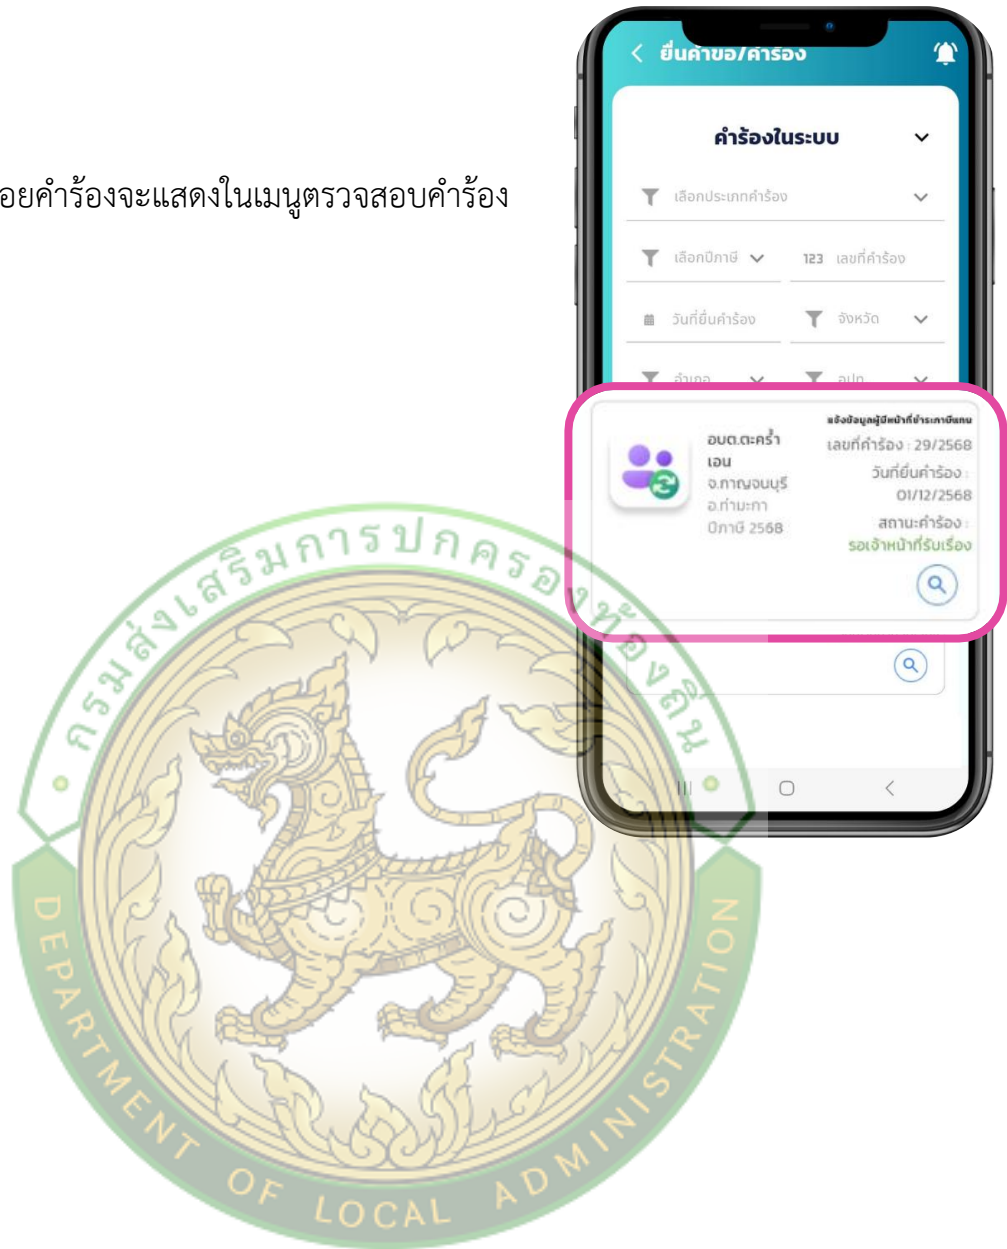 อยคำร้องจะแสดงในเมนูตรวจสอบคำร้อง
ยื่นคำขอ/คำร้อง
คำร้องในระบบ
เลือกประเภทคำร้อง
เลือกปีภาษี
123 เลขที่คำร้อง
วันที่ยื่นคำร้อง
จังหวัด
อำเภอ
อปท
แจ้งข้อมูลผู้มีหน้าที่ชำระภาษีแทน
อบต.ตะคร้ำ
เอน
จ.กาญจนบุรี
อ.ท่ามะกา
ปีภาษี 2568
เลขที่คำร้อง : 29/2568
วันที่ยื่นคำร้อง :
01/12/2568
สถานะคำร้อง :
รอเจ้าหน้าที่รับเรื่อง
กรมส่งเสริมการปกครองท้องถิ่น
DEPARTMENT OF LOCAL ADMINISTRATION